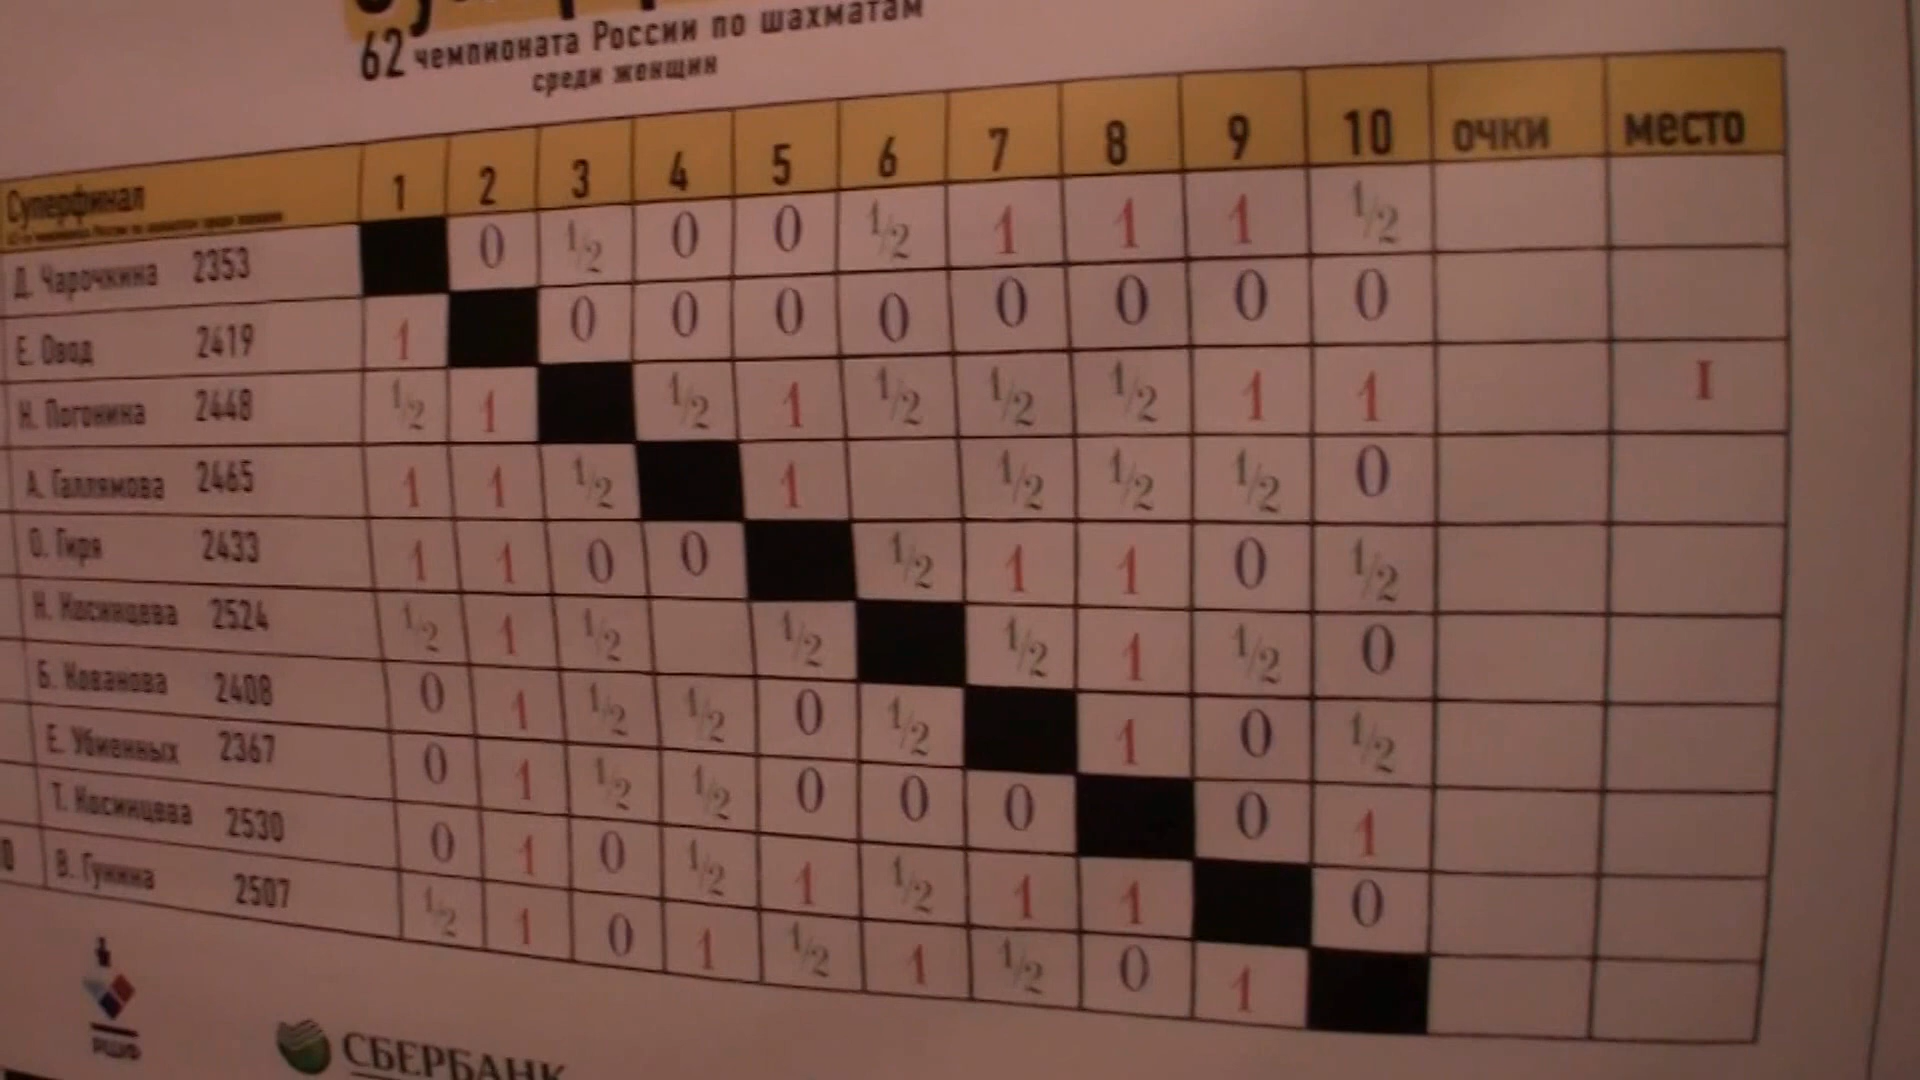 62 чемпионата России по шахматам
среди женщин
Суперфинал 1 2 3 4 5 6 7 8 9 10 очки место
Д. Чарочкина 2353 0 1/2 0 0 1/2 1 1 1 1/2
Е. Овод 2419 1 0 0 0 0 0 0 0 0
Н. Погонина 2448 1/2 1 1/2 1 1/2 1/2 1/2 1 1 I
А. Галлямова 2465 1 1 1/2 1 1/2 1/2 1/2 0
О. Гиря 2433 1 1 0 0 1/2 1 1 0 1/2
Н. Косинцева 2524 1/2 1 1/2 1/2 1/2 1 1/2 0
Б. Кованова 2408 0 1 1/2 1/2 0 1/2 1 0 1/2
Е. Убиенных 2367 0 1 1/2 1/2 0 0 0 0 1
Т. Косинцева 2530 0 1 0 1/2 1 1/2 1 1 0
0 В. Гунина 2507 1/2 1 0 1 1/2 1 1/2 0 1
РШФ
СБЕРБАНК